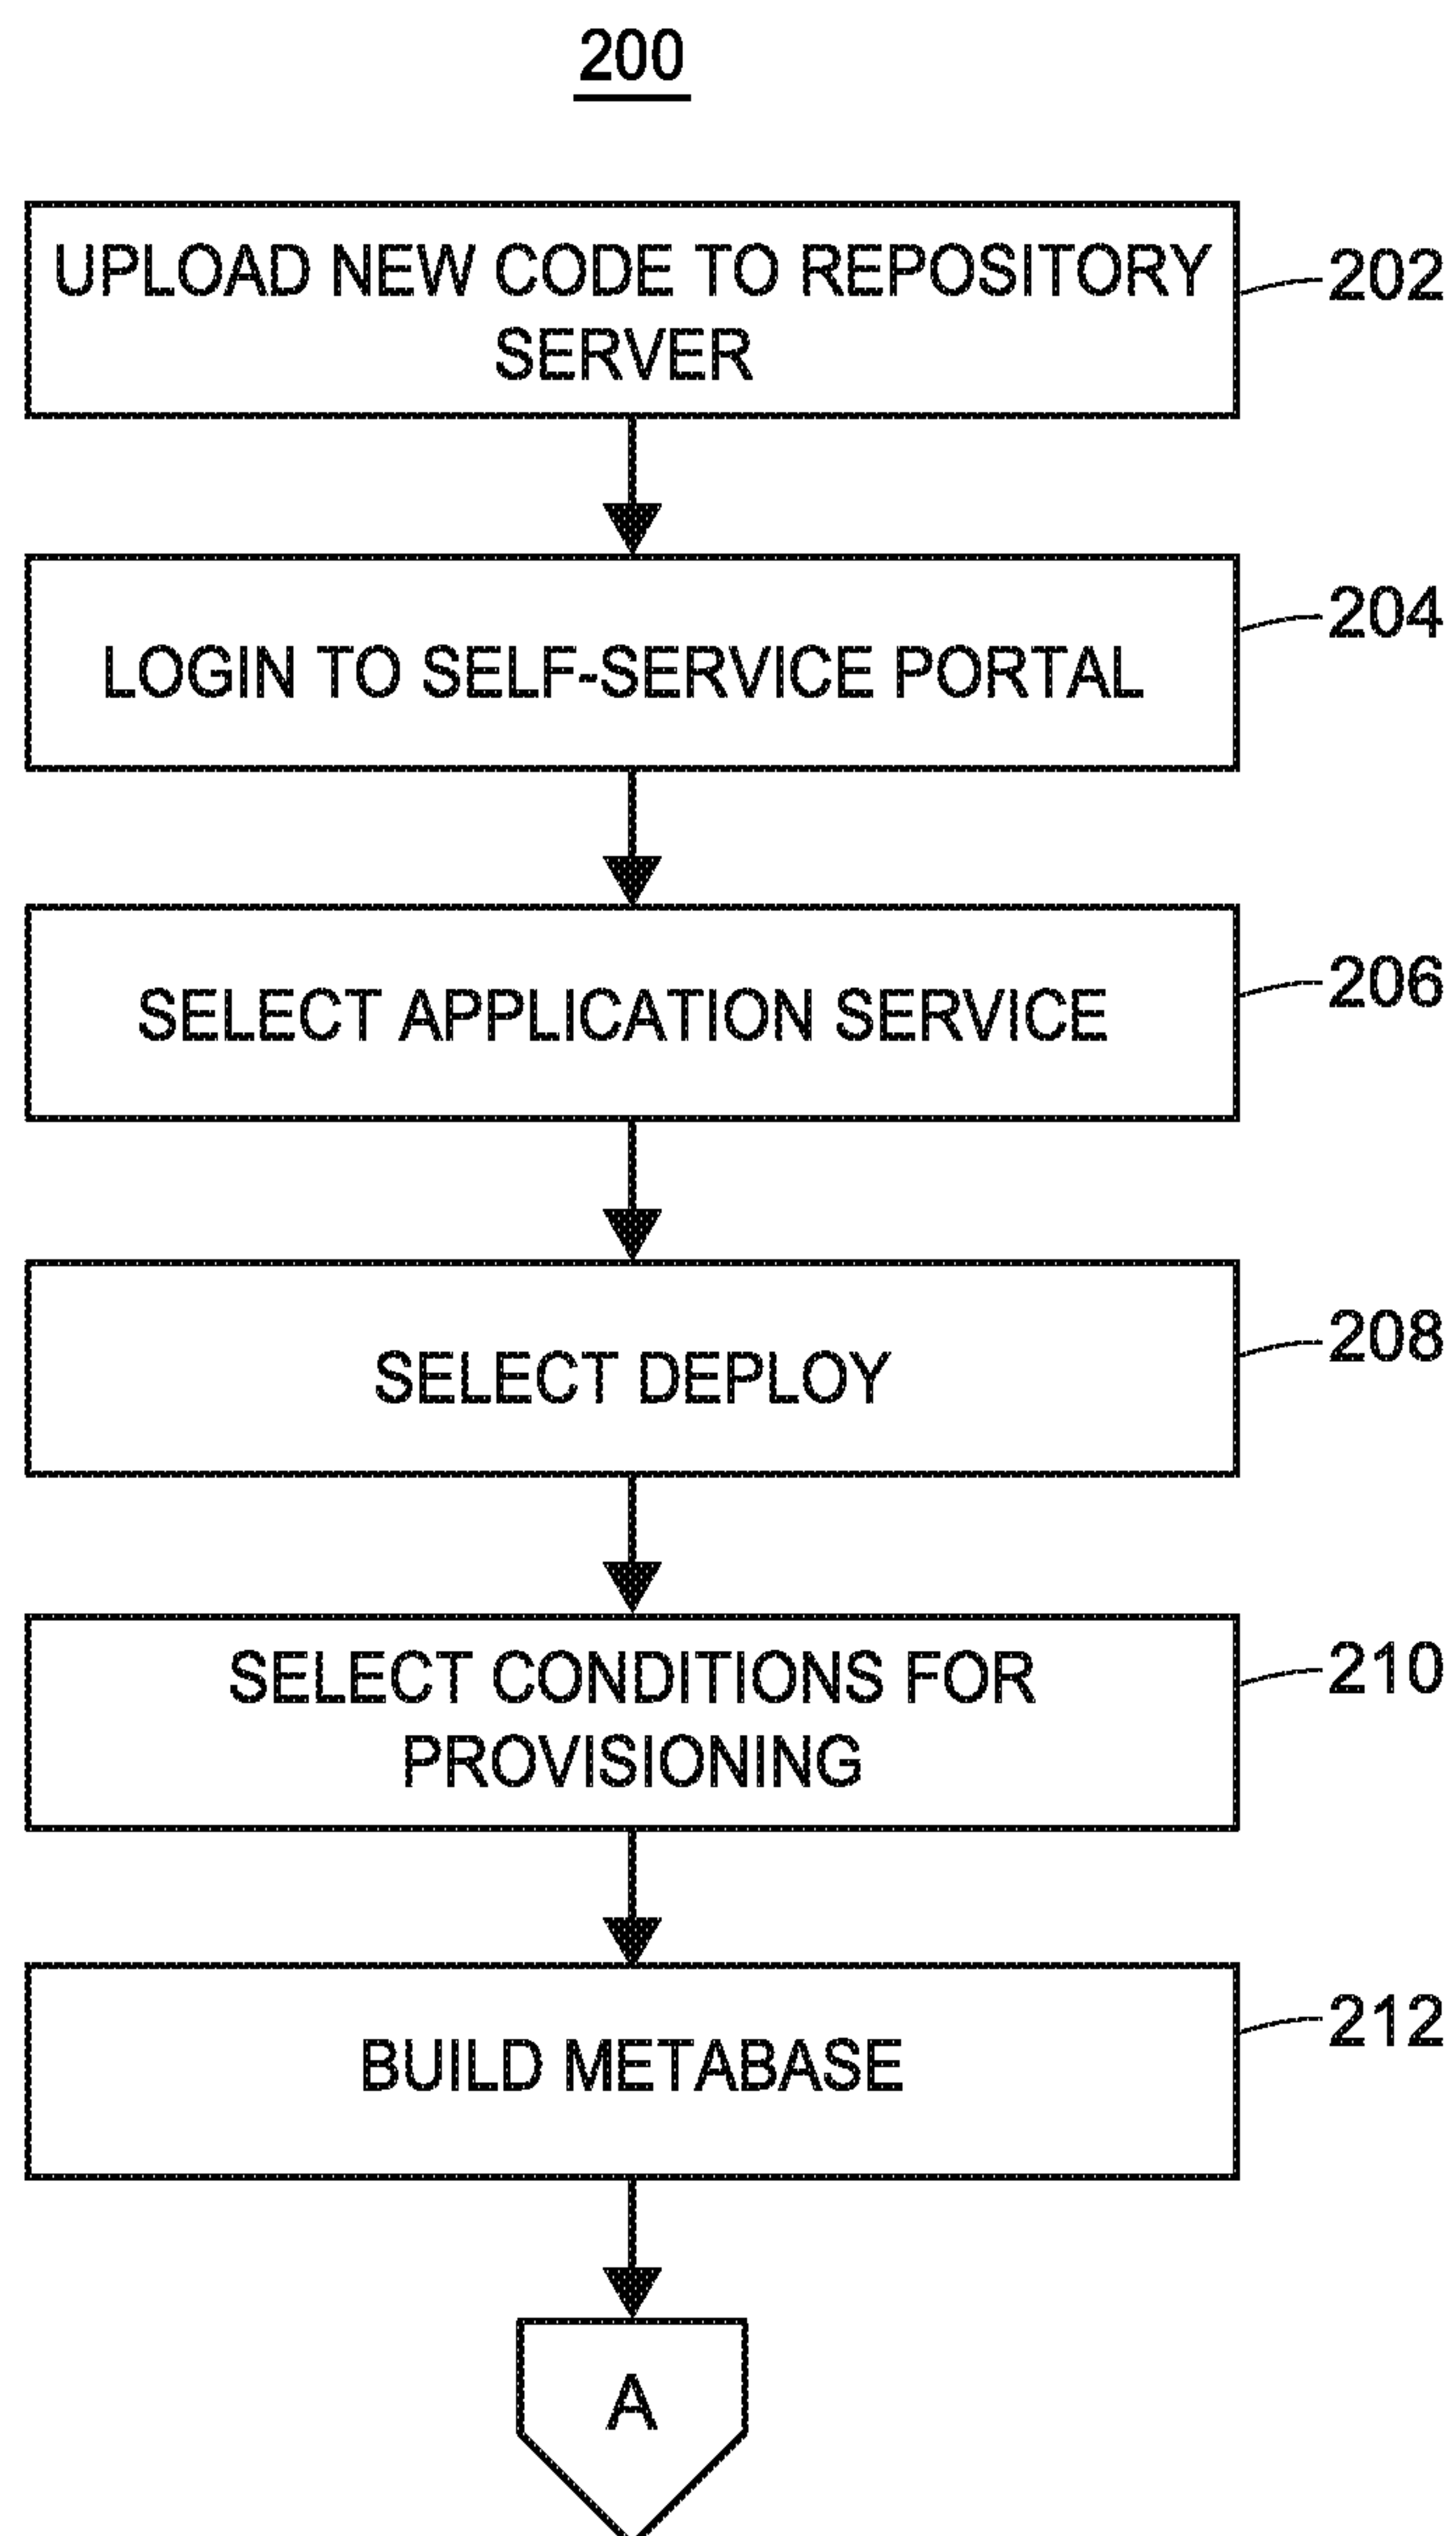 200
UPLOAD NEW CODE TO REPOSITORY
SERVER
202
LOGIN TO SELF-SERVICE PORTAL
204
SELECT APPLICATION SERVICE
206
SELECT DEPLOY
208
SELECT CONDITIONS FOR
PROVISIONING
210
BUILD METABASE
212
A